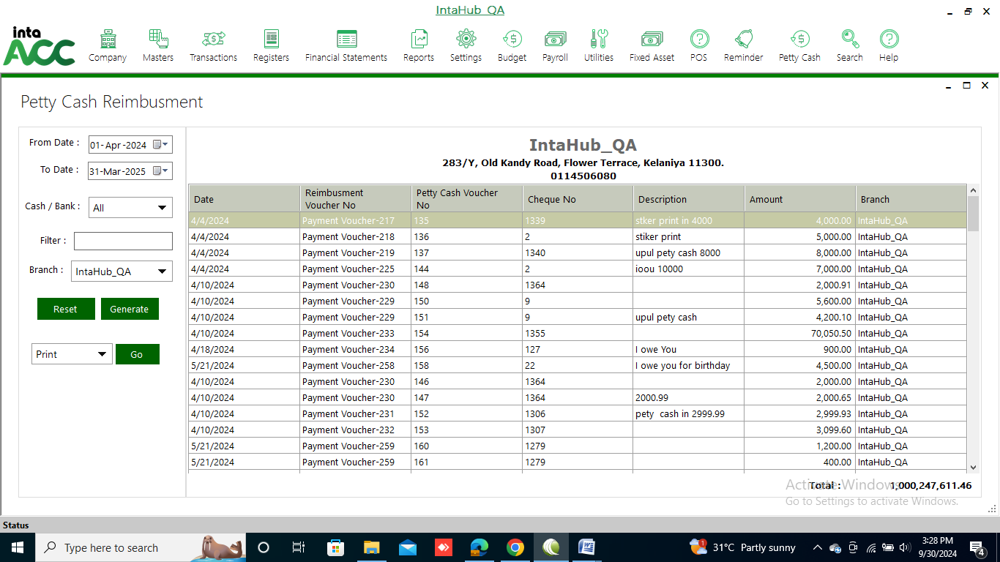 IntaHub_QA
inta
ACC
Company Masters Transactions Registers Financial Statements Reports Settings Budget Payroll Utilities Fixed Asset POS Reminder Petty Cash Search Help
Petty Cash Reimbusment
From Date : 01-Apr-2024
To Date : 31-Mar-2025
Cash / Bank : All
Filter :
Branch : IntaHub_QA
Reset Generate
Print Go
IntaHub_QA
283/Y, Old Kandy Road, Flower Terrace, Kelaniya 11300.
0114506080
Date Reimbusment Voucher No Petty Cash Voucher No Cheque No Description Amount Branch
4/4/2024 Payment Voucher-217 135 1339 stker print in 4000 4,000.00 IntaHub_QA
4/4/2024 Payment Voucher-218 136 2 stiker print 5,000.00 IntaHub_QA
4/4/2024 Payment Voucher-219 137 1340 upul pety cash 8000 8,000.00 IntaHub_QA
4/4/2024 Payment Voucher-225 144 2 ioou 10000 7,000.00 IntaHub_QA
4/10/2024 Payment Voucher-230 148 1364 2,000.91 IntaHub_QA
4/10/2024 Payment Voucher-229 150 9 5,600.00 IntaHub_QA
4/10/2024 Payment Voucher-229 151 9 upul pety cash 4,200.10 IntaHub_QA
4/10/2024 Payment Voucher-233 154 1355 70,050.50 IntaHub_QA
4/18/2024 Payment Voucher-234 156 127 I owe You 900.00 IntaHub_QA
5/21/2024 Payment Voucher-258 158 22 I owe you for birthday 4,500.00 IntaHub_QA
4/10/2024 Payment Voucher-230 146 1364 2,000.00 IntaHub_QA
4/10/2024 Payment Voucher-230 147 1364 2000.99 2,000.65 IntaHub_QA
4/10/2024 Payment Voucher-231 152 1306 pety  cash in 2999.99 2,999.93 IntaHub_QA
4/10/2024 Payment Voucher-232 153 1307 3,099.60 IntaHub_QA
5/21/2024 Payment Voucher-259 160 1279 1,200.00 IntaHub_QA
5/21/2024 Payment Voucher-259 161 1279 400.00 IntaHub_QA
Total : 1,000,247,611.46
Activate Windows
Go to Settings to activate Windows.
Status
Type here to search
1
31°C Partly sunny
3:28 PM
9/30/2024
4